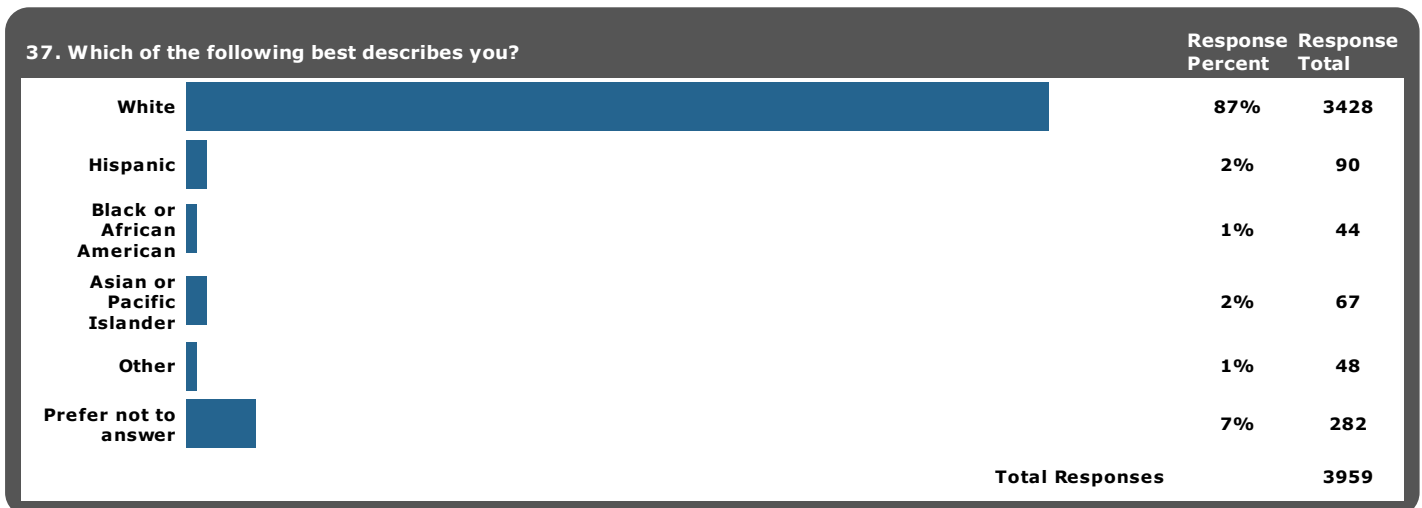 37. Which of the following best describes you?
Response Response
Percent Total
White 87% 3428
Hispanic 2% 90
Black or
African
American
1% 44
Asian or
Pacific
Islander
2% 67
Other 1% 48
Prefer not to
answer
7% 282
Total Responses 3959